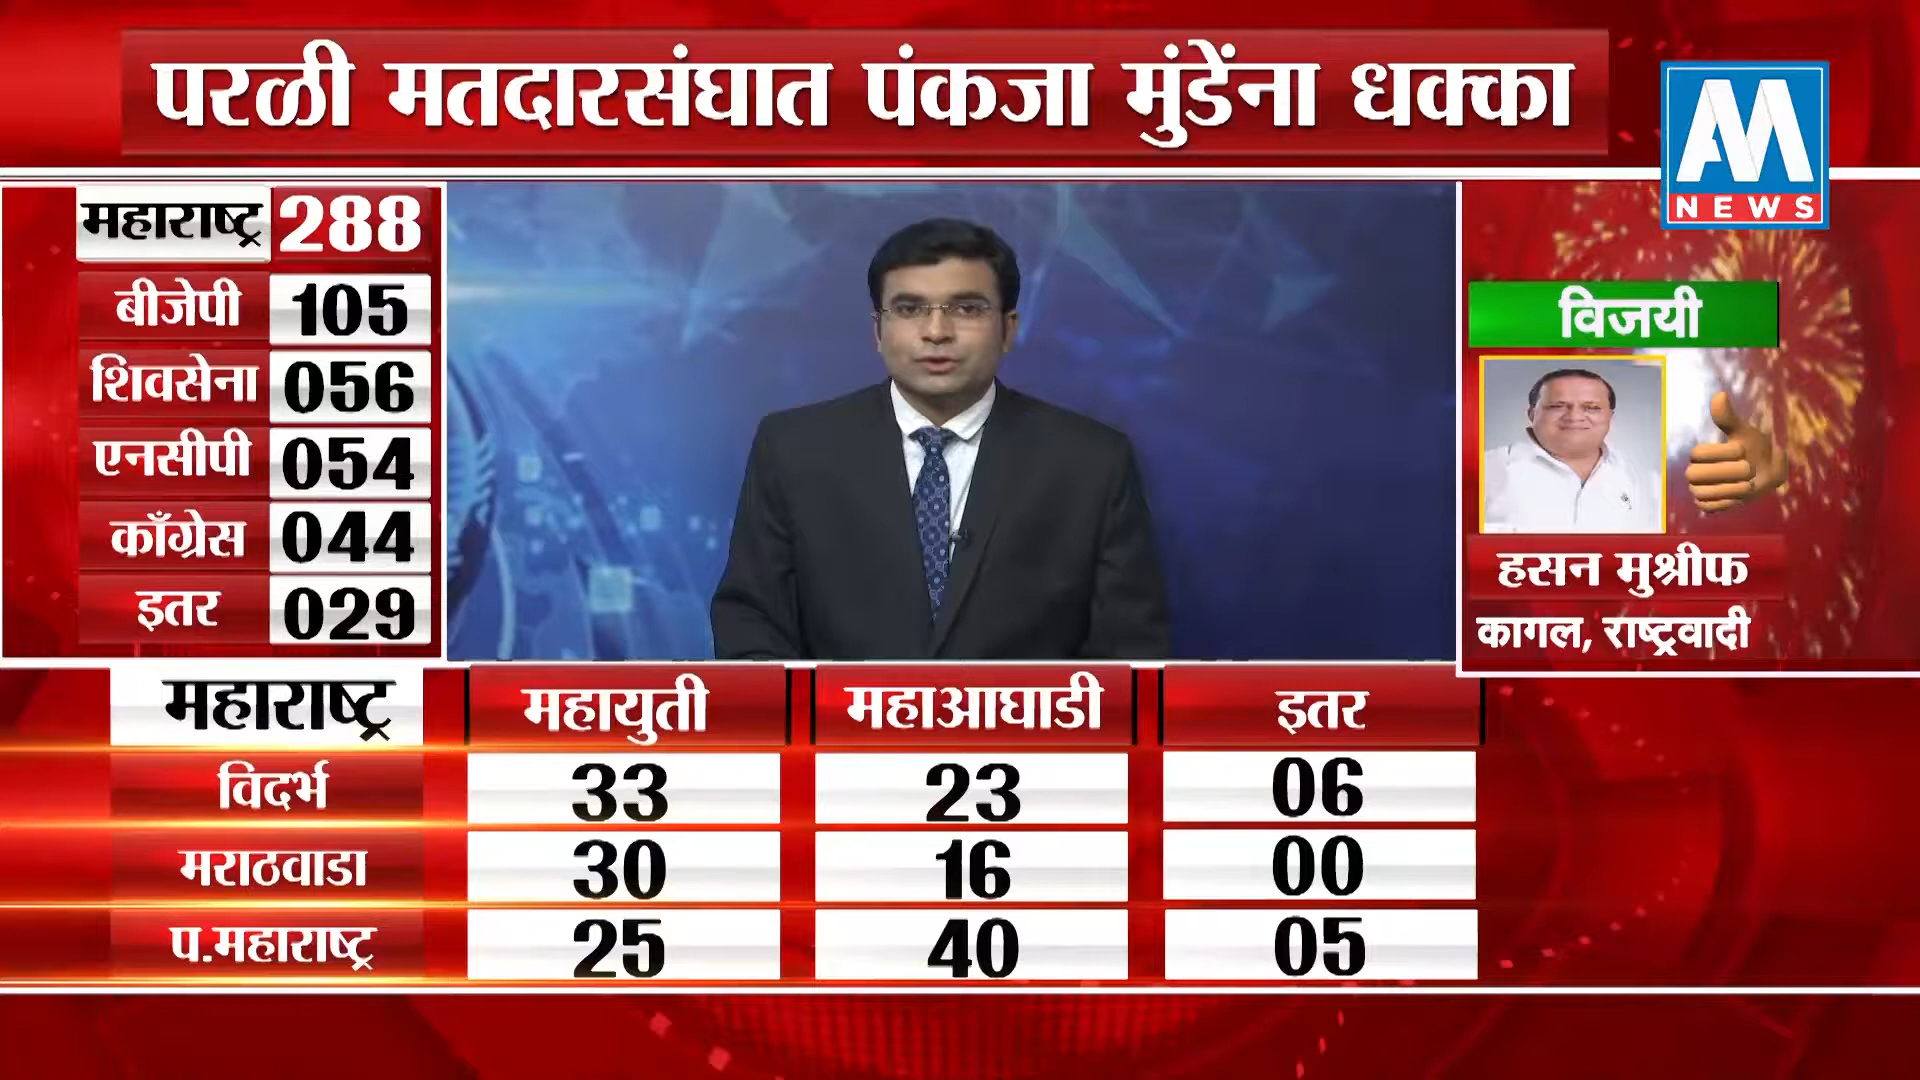 परळी मतदारसंघात पंकजा मुंडेंना धक्का
AM
NEWS
महाराष्ट्र 288
बीजेपी 105
शिवसेना 056
एनसीपी 054
काँग्रेस 044
इतर 029
विजयी
हसन मुश्रीफ
कागल, राष्ट्रवादी
महाराष्ट्र महायुती महाआघाडी इतर
विदर्भ 33 23 06
मराठवाडा 30 16 00
प.महाराष्ट्र 25 40 05